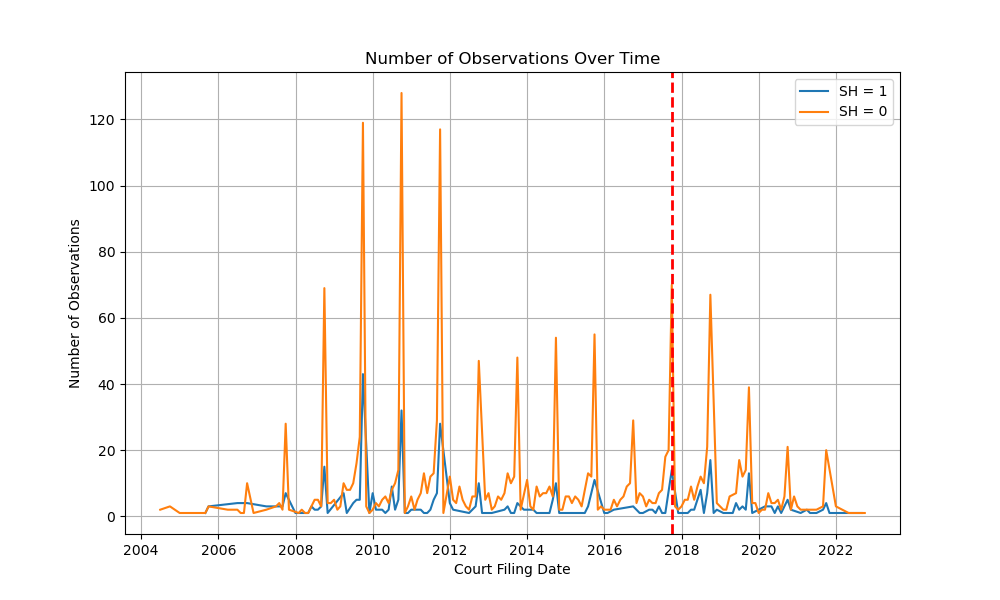 Number of Observations Over Time
SH = 1
SH = 0
Number of Observations
120
100
80
60
40
20
0
2004 2006 2008 2010 2012 2014 2016 2018 2020 2022
Court Filing Date